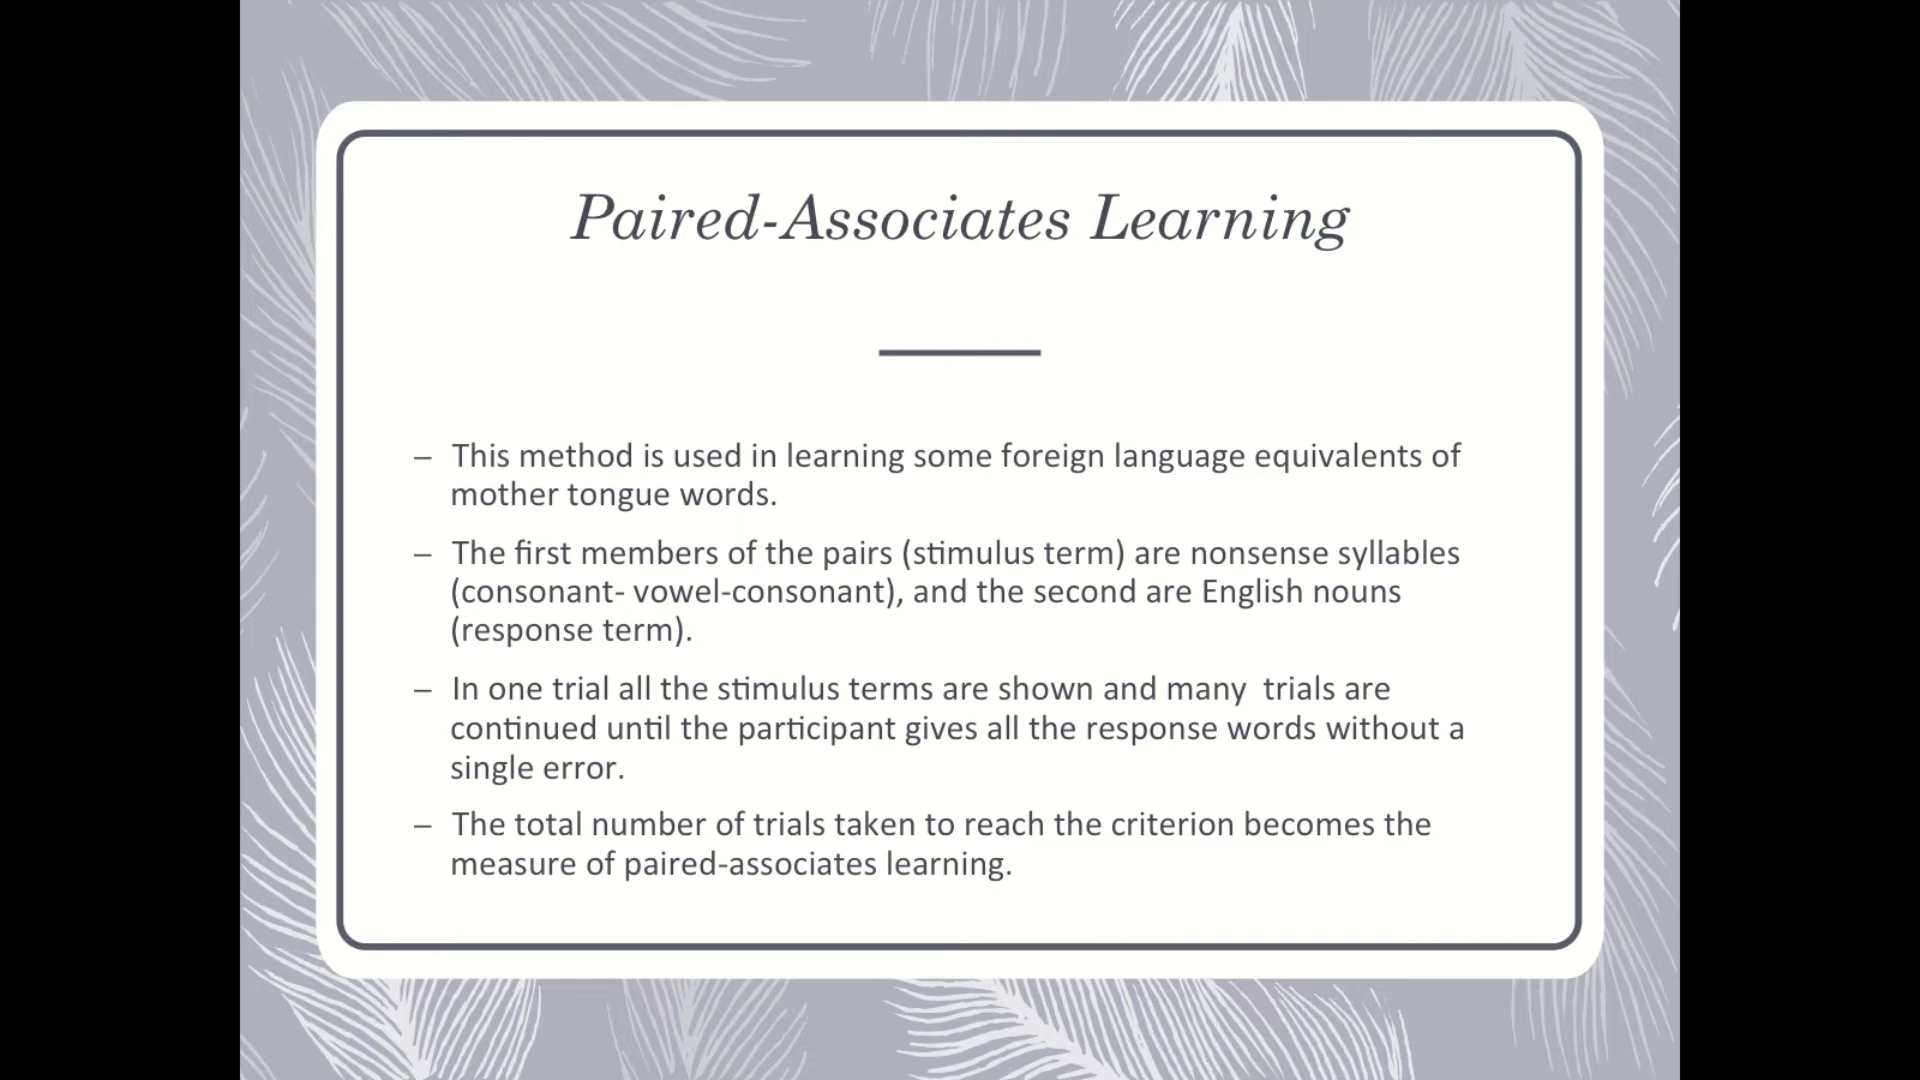 Paired-Associates Learning
– This method is used in learning some foreign language equivalents of
mother tongue words.
– The first members of the pairs (stimulus term) are nonsense syllables
(consonant- vowel-consonant), and the second are English nouns
(response term).
– In one trial all the stimulus terms are shown and many  trials are
continued until the participant gives all the response words without a
single error.
– The total number of trials taken to reach the criterion becomes the
measure of paired-associates learning.